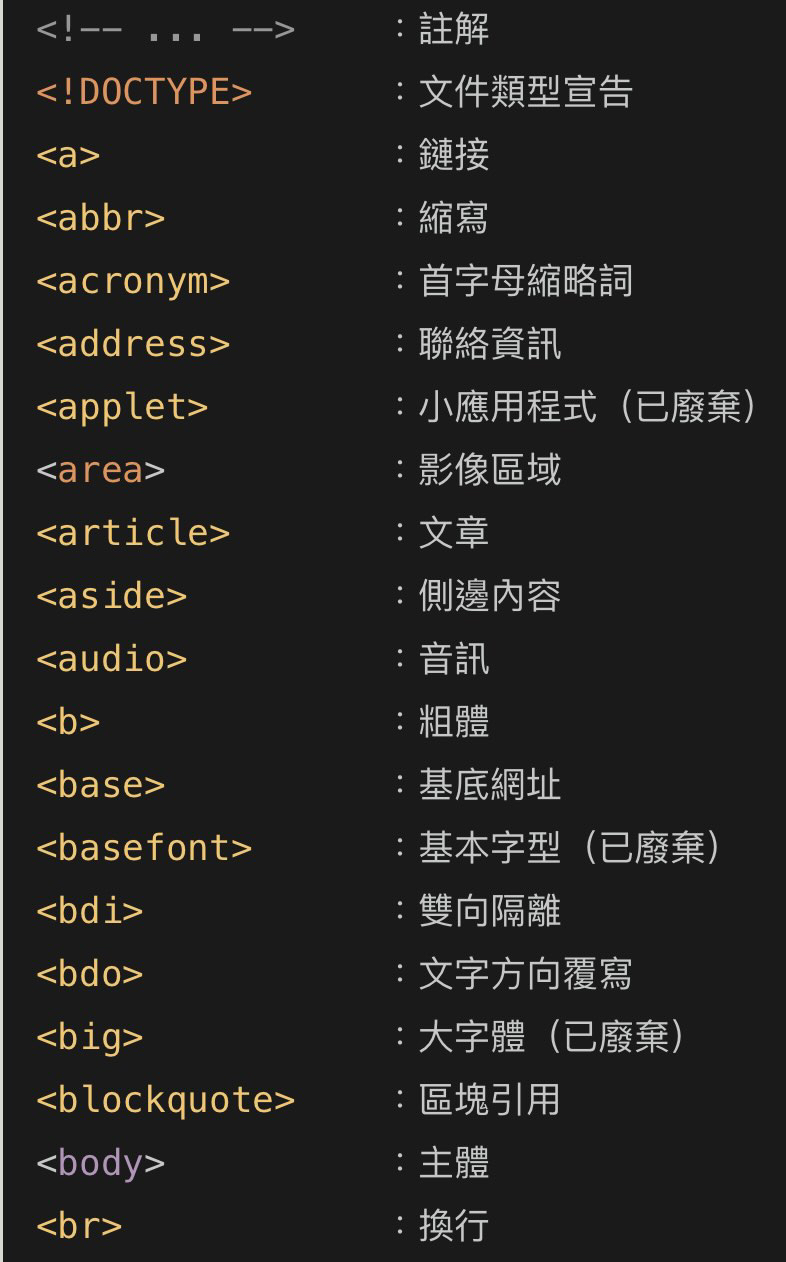 <!-- ... --> ：註解
<!DOCTYPE> ：文件類型宣告
<a> ：鏈接
<abbr> ：縮寫
<acronym> ：首字母縮略詞
<address> ：聯絡資訊
<applet> ：小應用程式（已廢棄）
<area> ：影像區域
<article> ：文章
<aside> ：側邊內容
<audio> ：音訊
<b> ：粗體
<base> ：基底網址
<basefont> ：基本字型（已廢棄）
<bdi> ：雙向隔離
<bdo> ：文字方向覆寫
<big> ：大字體（已廢棄）
<blockquote> ：區塊引用
<body> ：主體
<br> ：換行